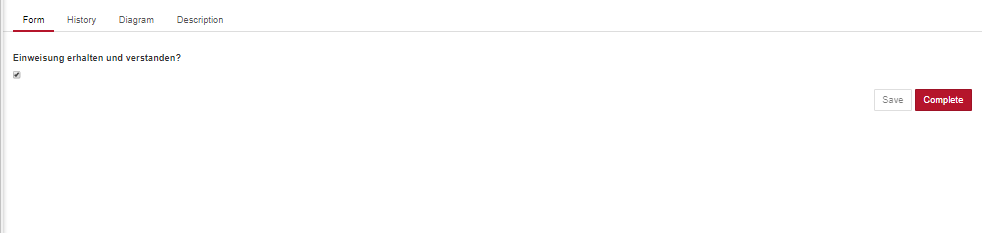 Form History Diagram Description
Einweisung erhalten und verstanden?
Save Complete